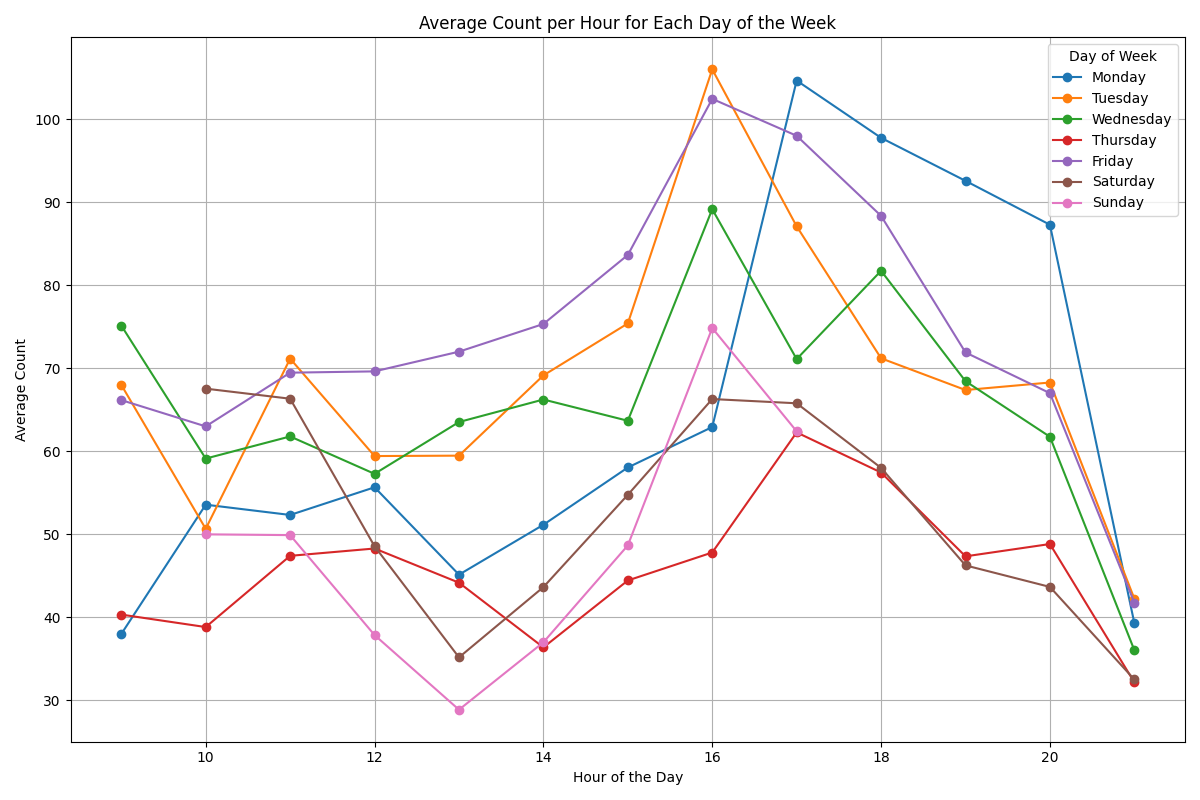 Average Count per Hour for Each Day of the Week
Day of Week
Monday
Tuesday
Wednesday
Thursday
Friday
Saturday
Sunday
Average Count
100
90
80
70
60
50
40
30
10 12 14 16 18 20
Hour of the Day